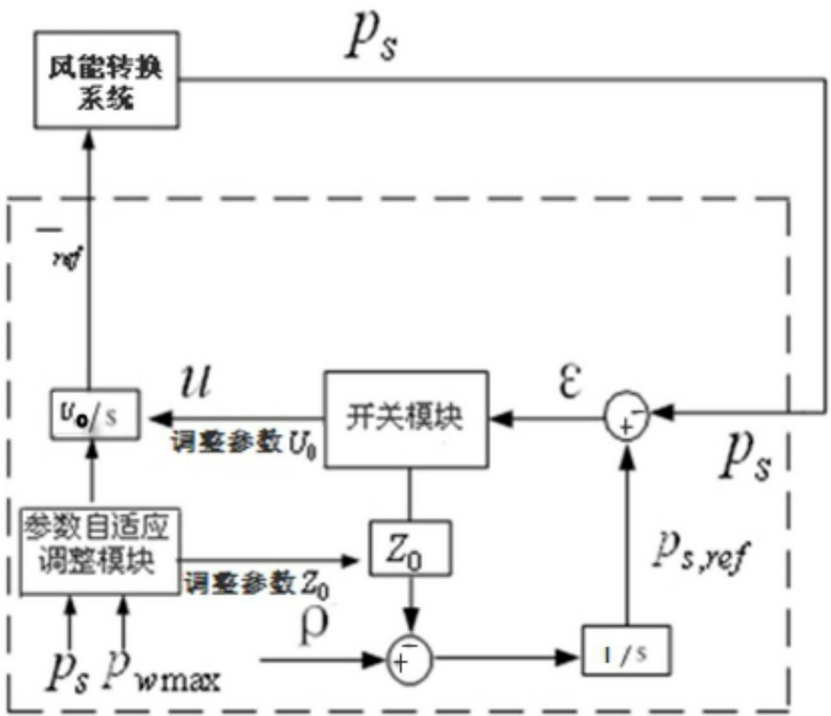 p_s
风能转换
系统
ref
u
ε
U₀/s
开关模块
+ -
调整参数 U₀
p_s
参数自适应
调整模块
Z₀
p_s,ref
调整参数 Z₀
ρ
+ -
1/s
p_s p_wmax